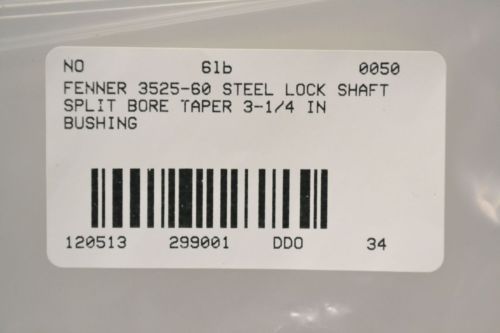 NO 6lb 0050
FENNER 3525-60 STEEL LOCK SHAFT
SPLIT BORE TAPER 3-1/4 IN
BUSHING
120513 299001 DDO 34